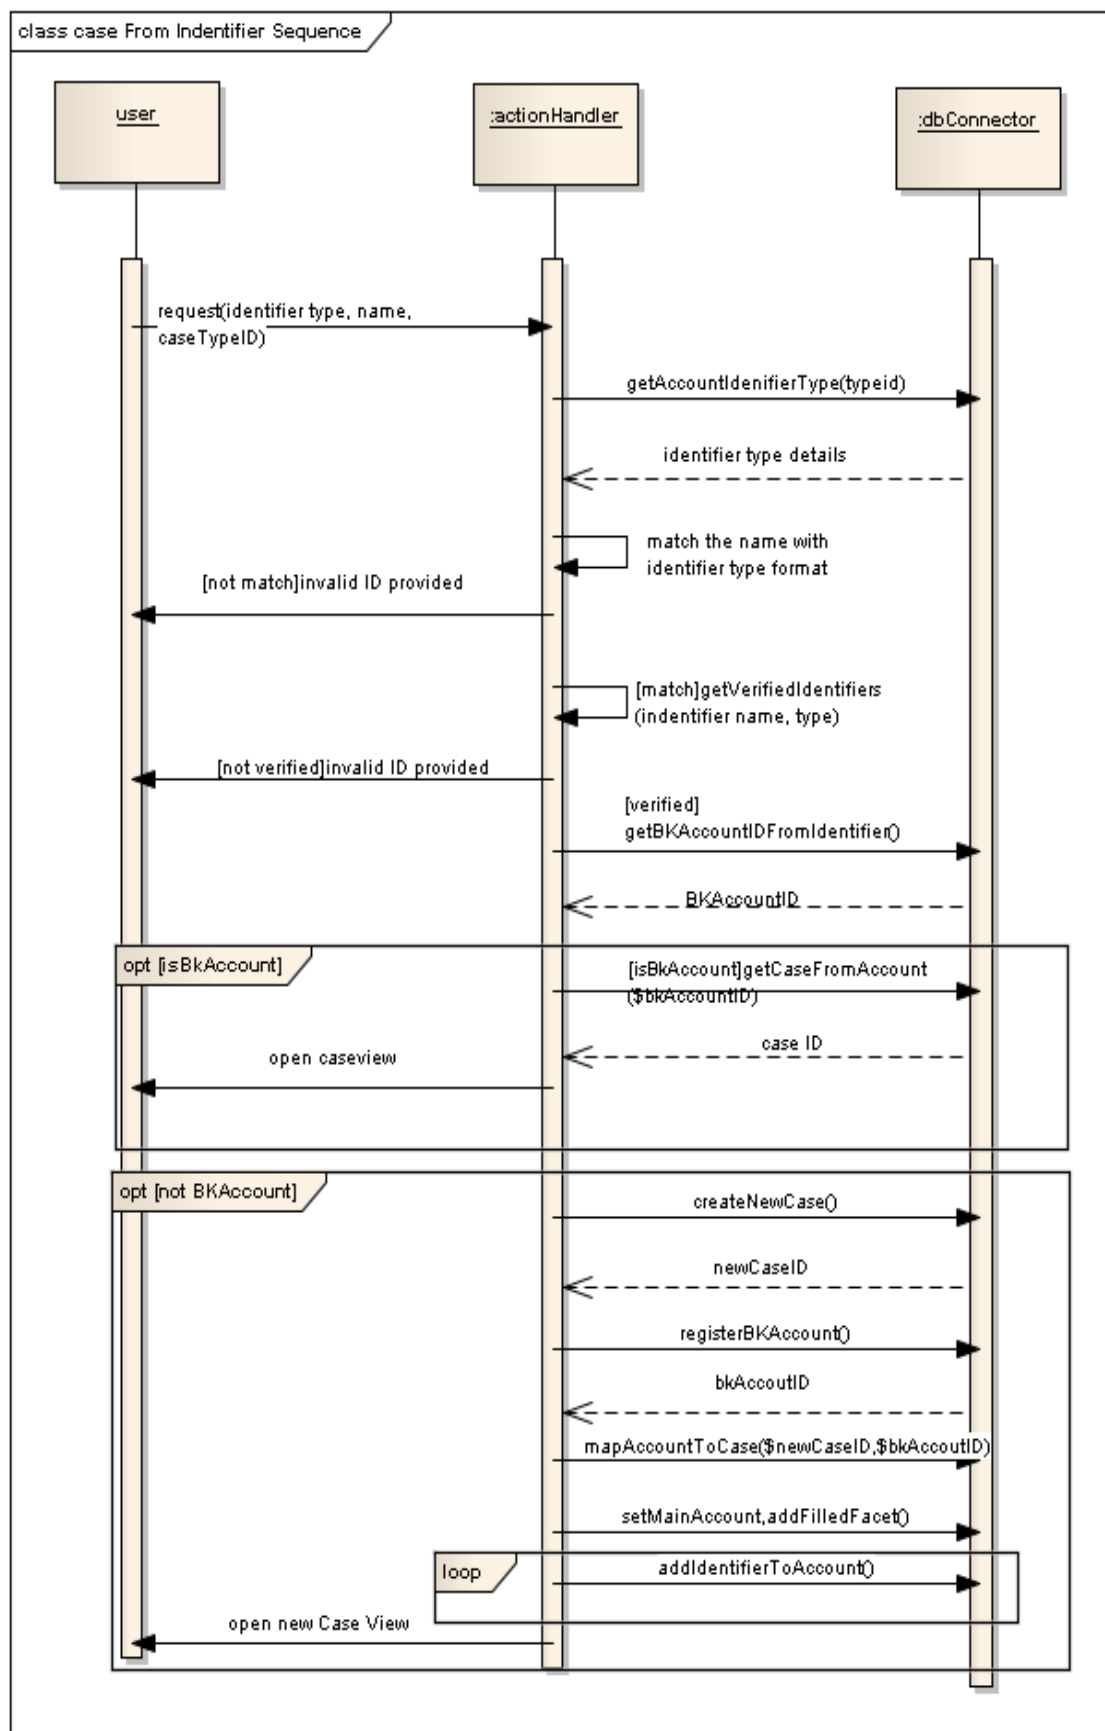 class case From Indentifier Sequence
user
:actionHandler
:dbConnector
request(identifier type, name,
caseTypeID)
getAccountIdenifierType(typeid)
identifier type details
match the name with
identifier type format
[not match]invalid ID provided
[match]getVerifiedIdentifiers
(indentifier name, type)
[not verified]invalid ID provided
[verified]
getBKAccountIDFromIdentifier()
BKAccountID
opt [isBkAccount]
[isBkAccount]getCaseFromAccount
($bkAccountID')
case ID
open caseview
opt [not BKAccount]
createNewCase()
newCaseID
registerBKAccount()
bkAccoutID
mapAccountToCase($newCaseID,$bkAccoutID)
setMainAccount,addFilledFacet()
loop
addIdentifierToAccount()
open new Case View